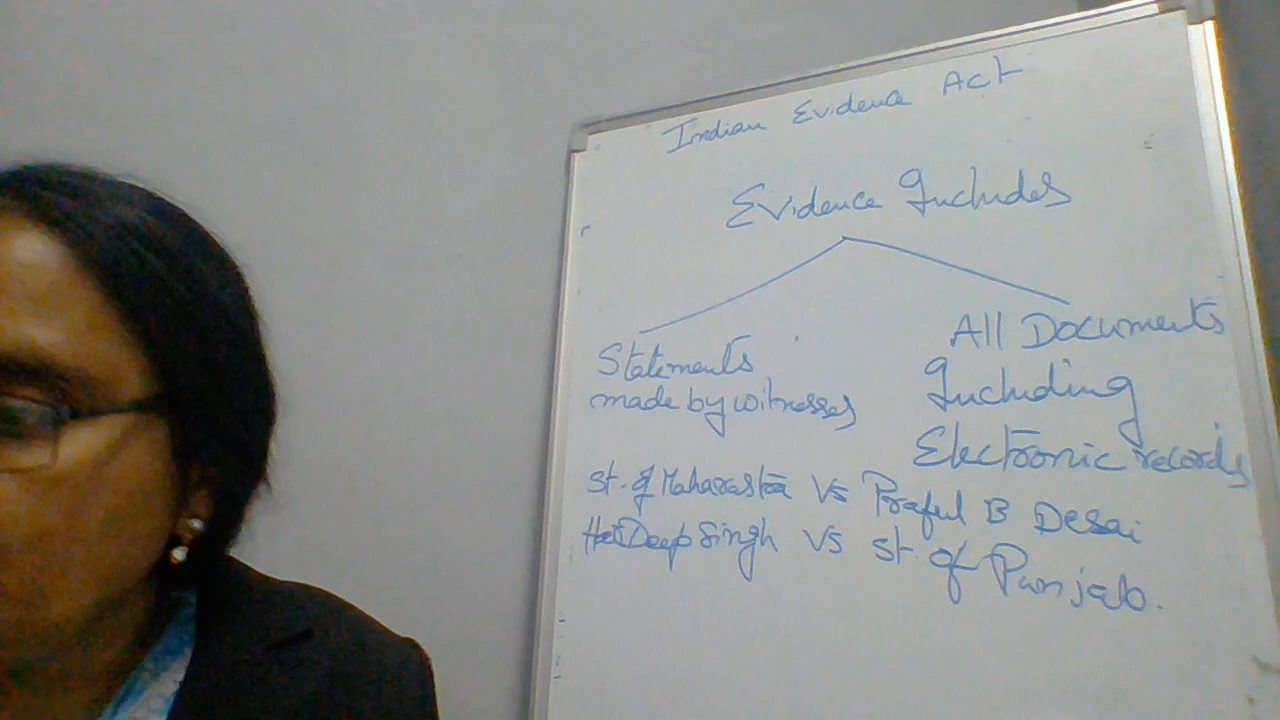 Indian Evidence Act
Evidence Includes
Statements
made by witnesses
All Documents
Including
Electronic records
St. of Maharastra Vs Praful B Desai
HarDeep Singh Vs St. of Punjab.